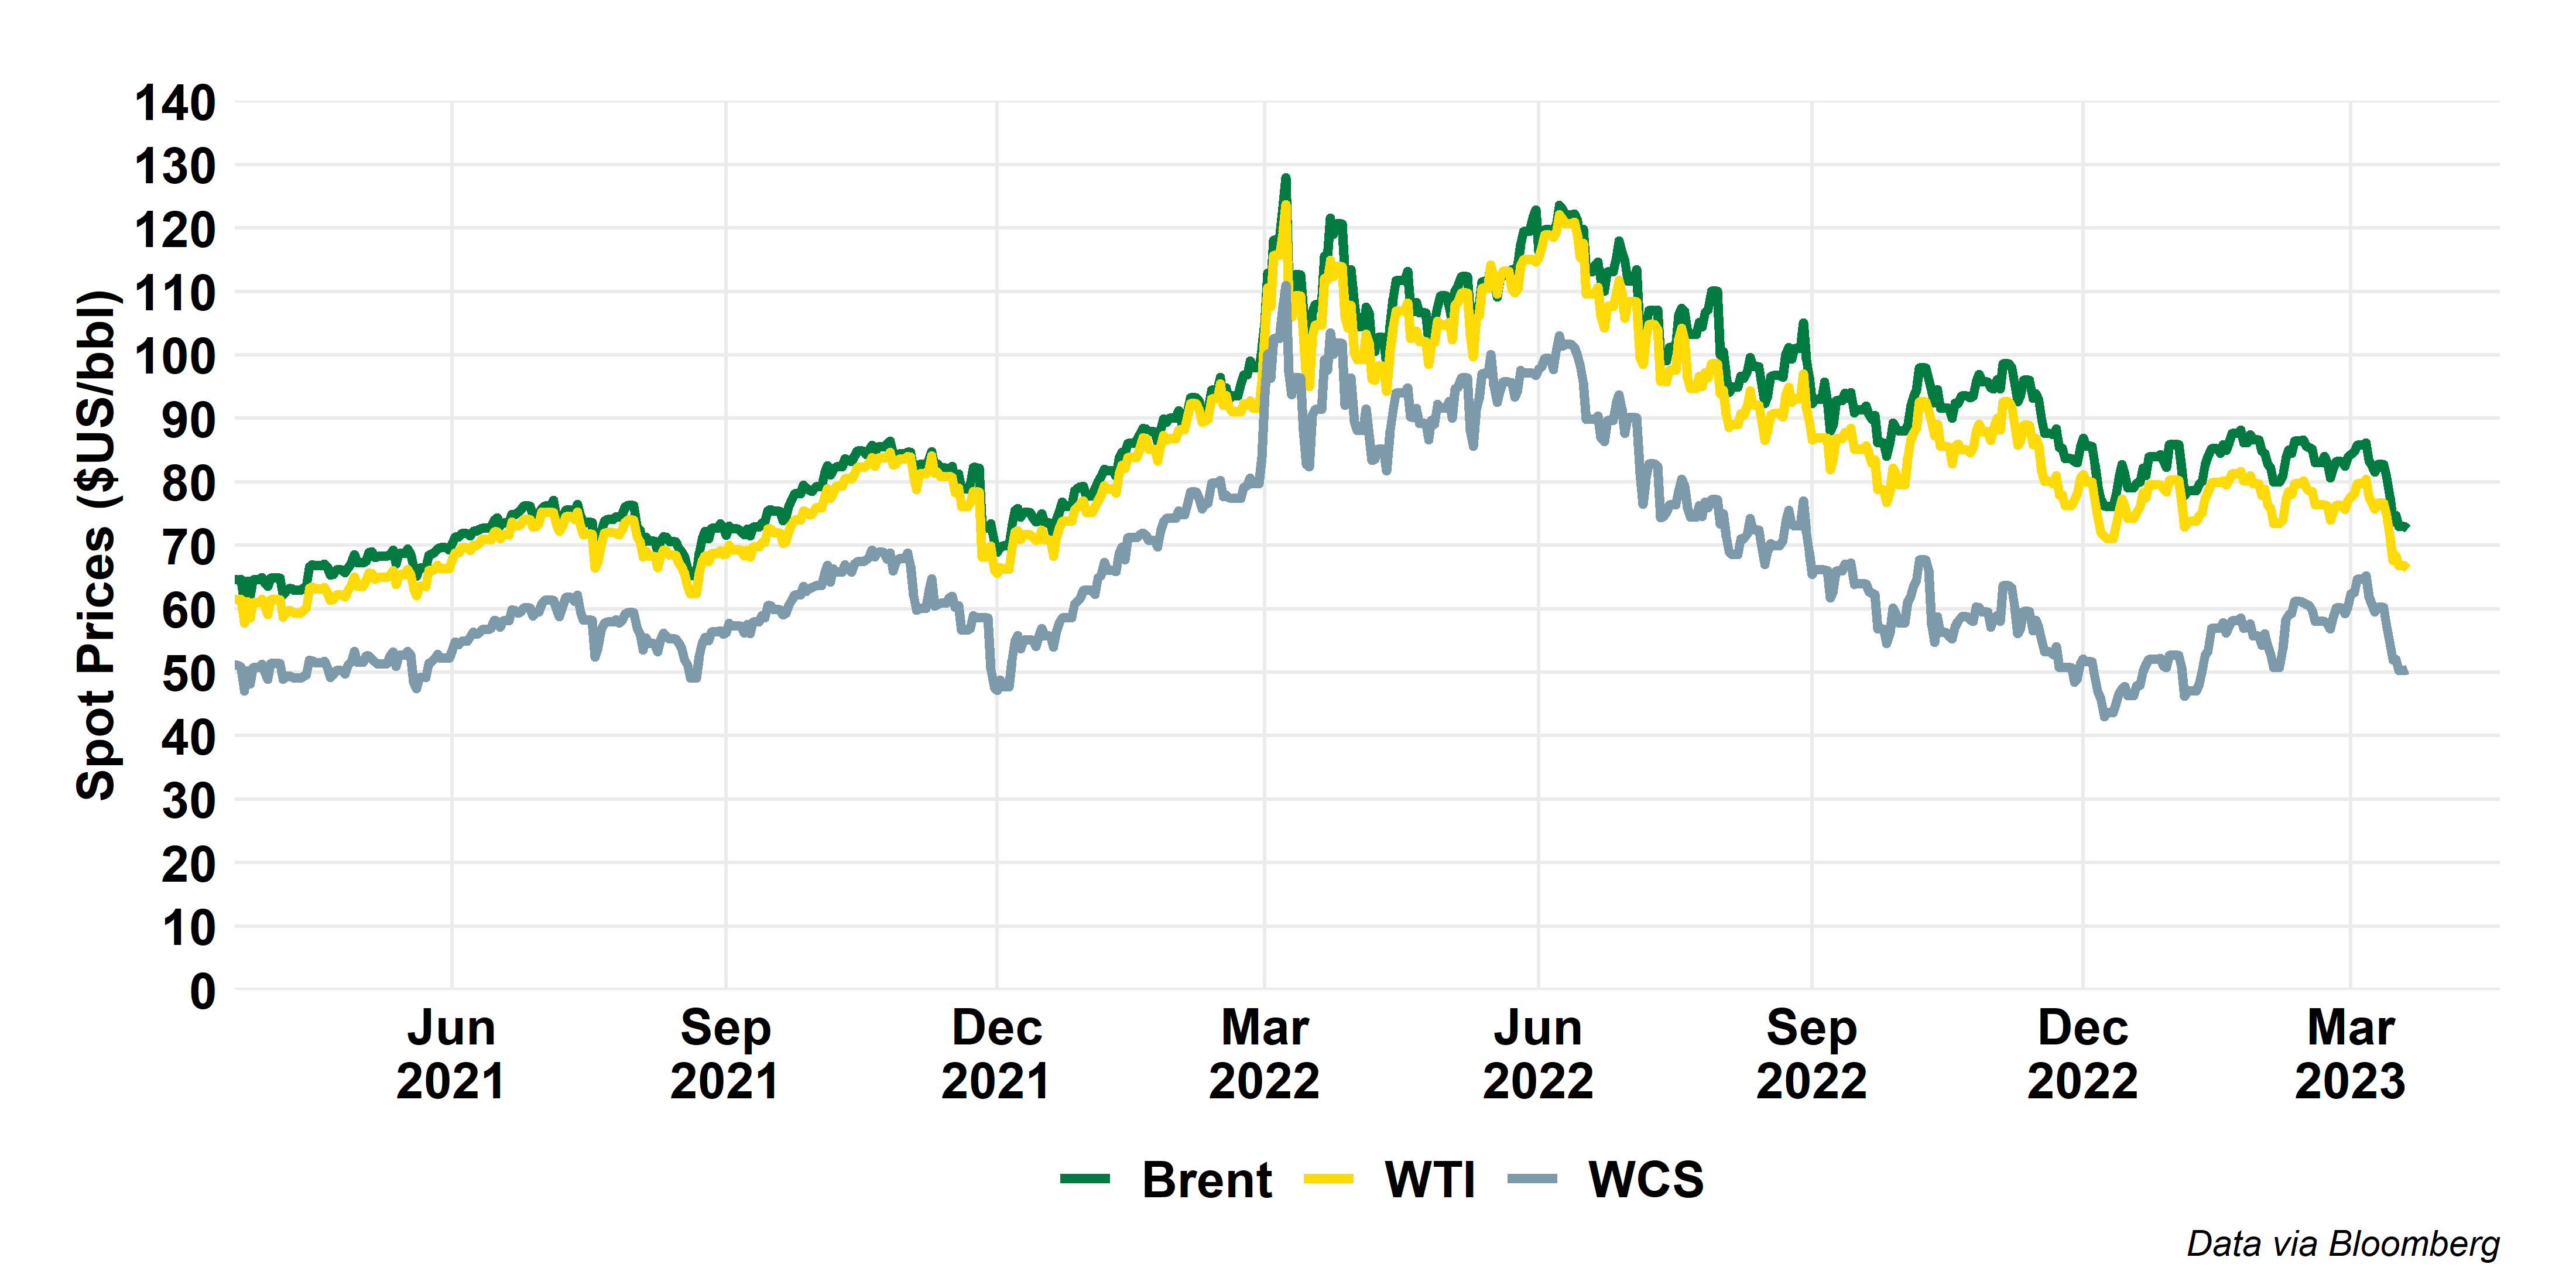 Spot Prices ($US/bbl)
140
130
120
110
100
90
80
70
60
50
40
30
20
10
0
Jun 2021
Sep 2021
Dec 2021
Mar 2022
Jun 2022
Sep 2022
Dec 2022
Mar 2023
Brent WTI WCS
Data via Bloomberg